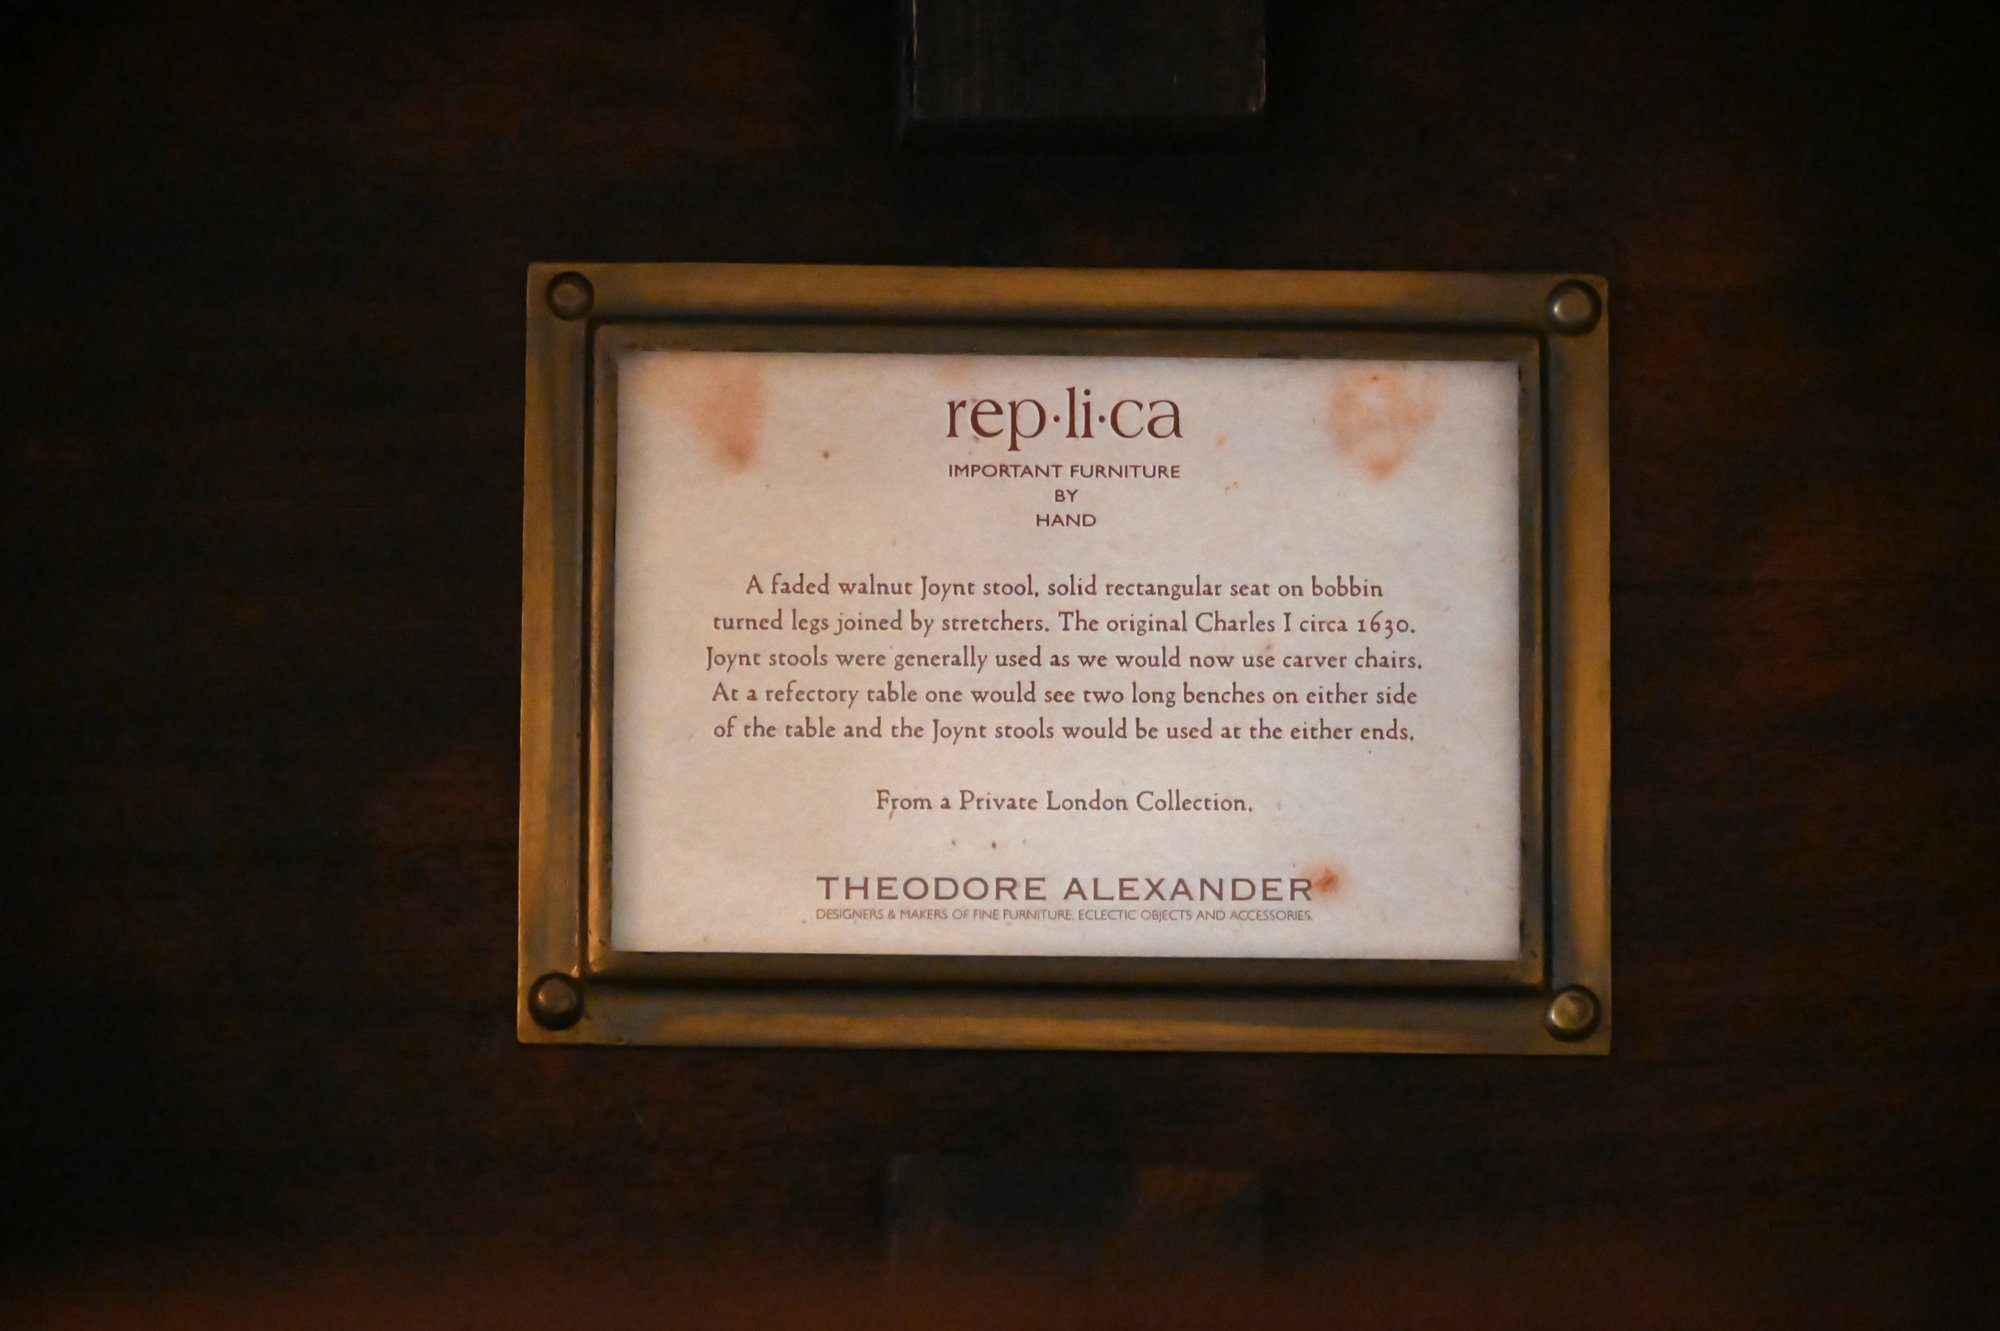 rep·li·ca
IMPORTANT FURNITURE
BY
HAND
A faded walnut Joynt stool, solid rectangular seat on bobbin
turned legs joined by stretchers. The original Charles I circa 1630.
Joynt stools were generally used as we would now use carver chairs.
At a refectory table one would see two long benches on either side
of the table and the Joynt stools would be used at the either ends.
From a Private London Collection.
THEODORE ALEXANDER
DESIGNERS & MAKERS OF FINE FURNITURE, ECLECTIC OBJECTS AND ACCESSORIES.